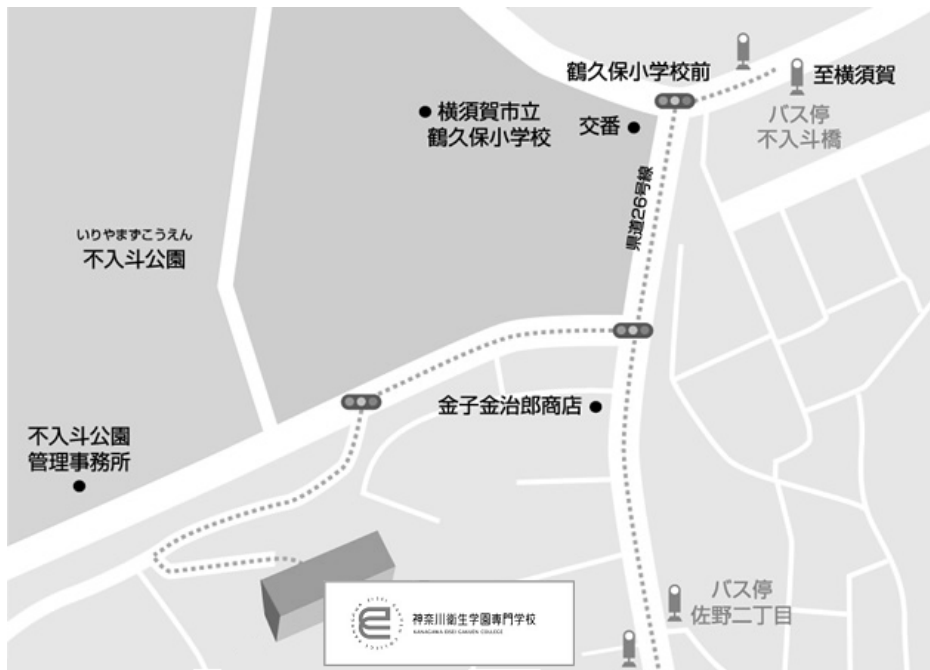 鶴久保小学校前
至横須賀
バス停
不入斗橋
横須賀市立
鶴久保小学校
交番
県道26号線
いりやまずこうえん
不入斗公園
金子金治郎商店
不入斗公園
管理事務所
バス停
佐野二丁目
神奈川衛生学園専門学校
KANAGAWA EISEI GAKUEN COLLEGE